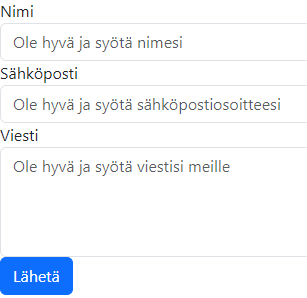 Nimi
Ole hyvä ja syötä nimesi
Sähköposti
Ole hyvä ja syötä sähköpostiosoitteesi
Viesti
Ole hyvä ja syötä viestisi meille
Lähetä